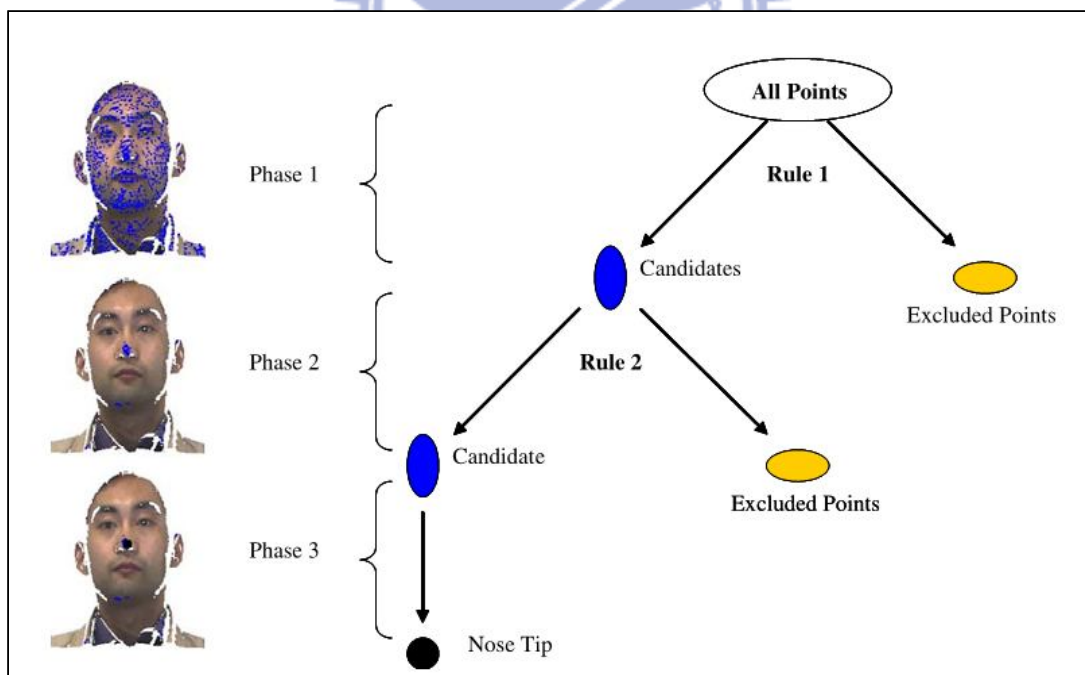 All Points
Rule 1
Phase 1
Candidates
Excluded Points
Phase 2
Rule 2
Candidate
Excluded Points
Phase 3
Nose Tip